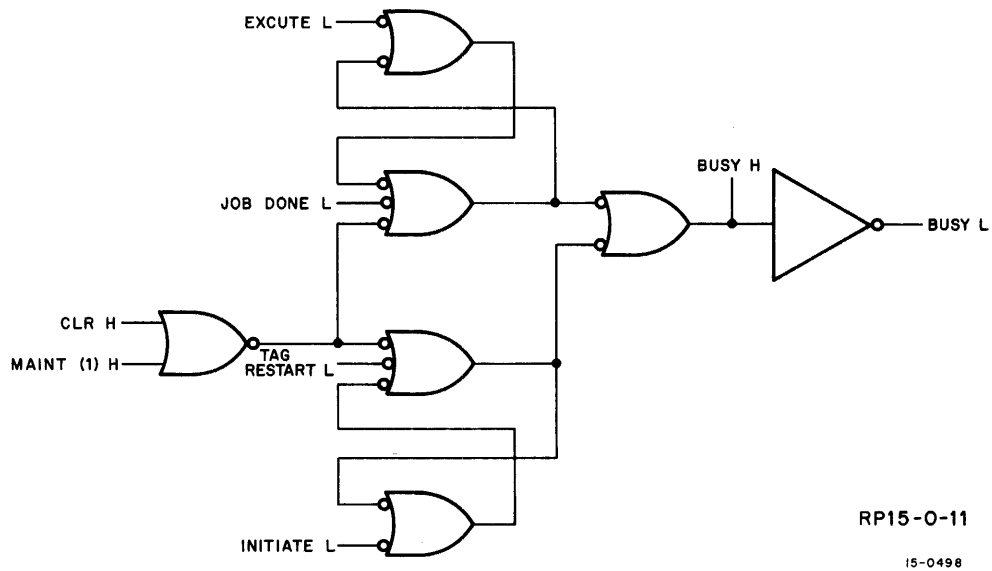 EXCUTE L
BUSY H
JOB DONE L
BUSY L
CLR H
TAG
RESTART L
MAINT (1) H
INITIATE L
RP15-0-11
15-0498